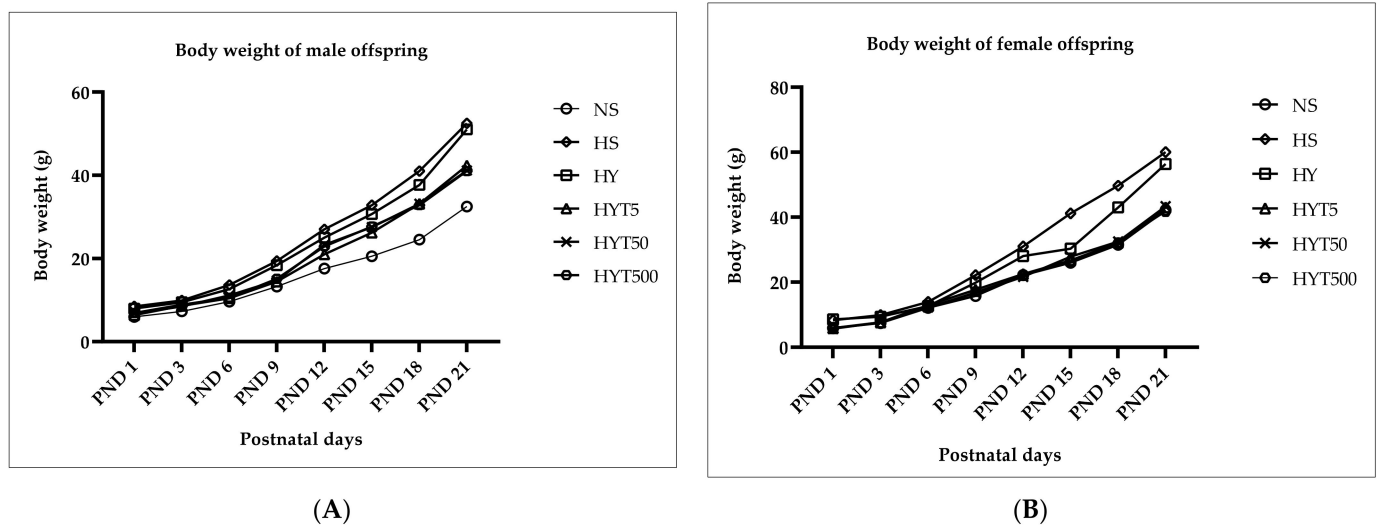 Body weight of male offspring
Body weight (g)
60
40
20
0
PND 1
PND 3
PND 6
PND 9
PND 12
PND 15
PND 18
PND 21
Postnatal days
NS
HS
HY
HYT5
HYT50
HYT500
(A)
Body weight of female offspring
Body weight (g)
80
60
40
20
0
PND 1
PND 3
PND 6
PND 9
PND 12
PND 15
PND 18
PND 21
Postnatal days
NS
HS
HY
HYT5
HYT50
HYT500
(B)